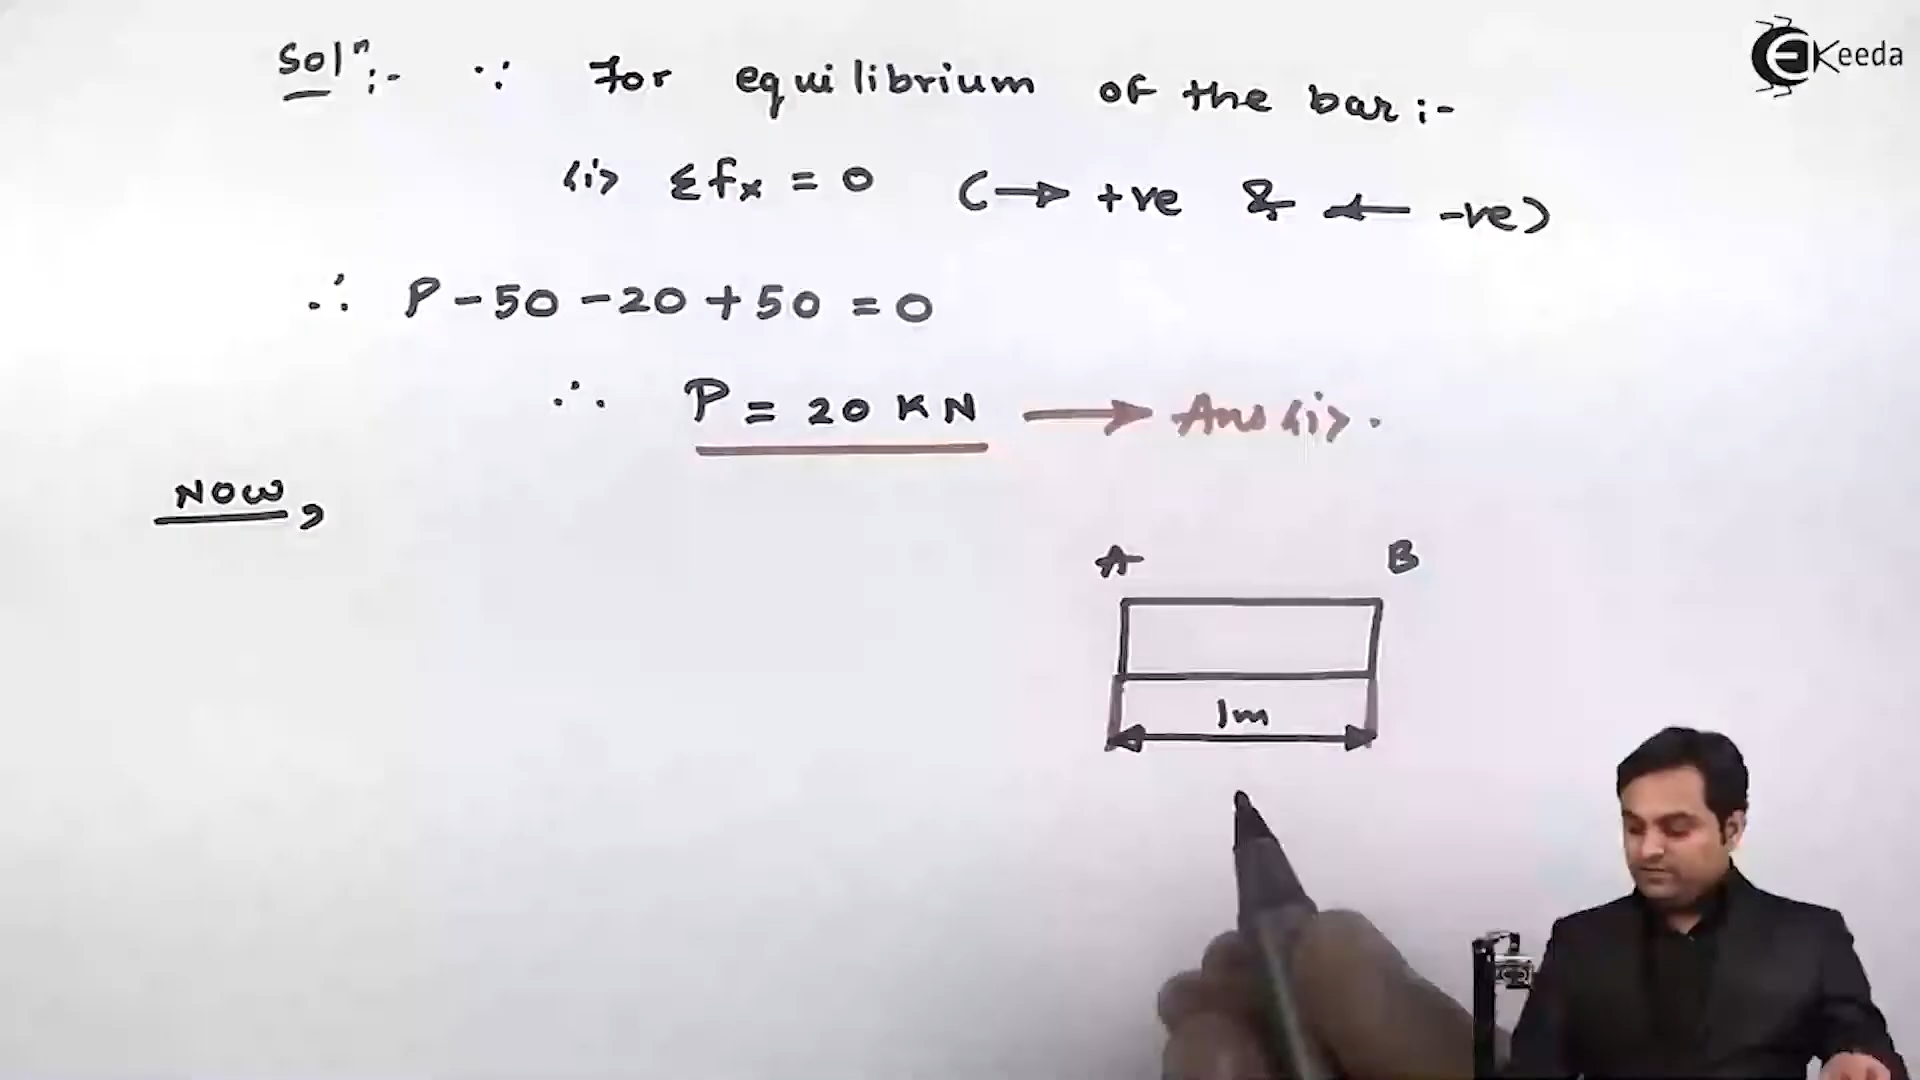 EKeeda
Solⁿ:- ∵ for equilibrium of the bar:-
(i) Σfx = 0 (→ +ve & ← -ve)
∴ P - 50 - 20 + 50 = 0
∴ P = 20 KN → Ans (i).
NOW,
A B
1m